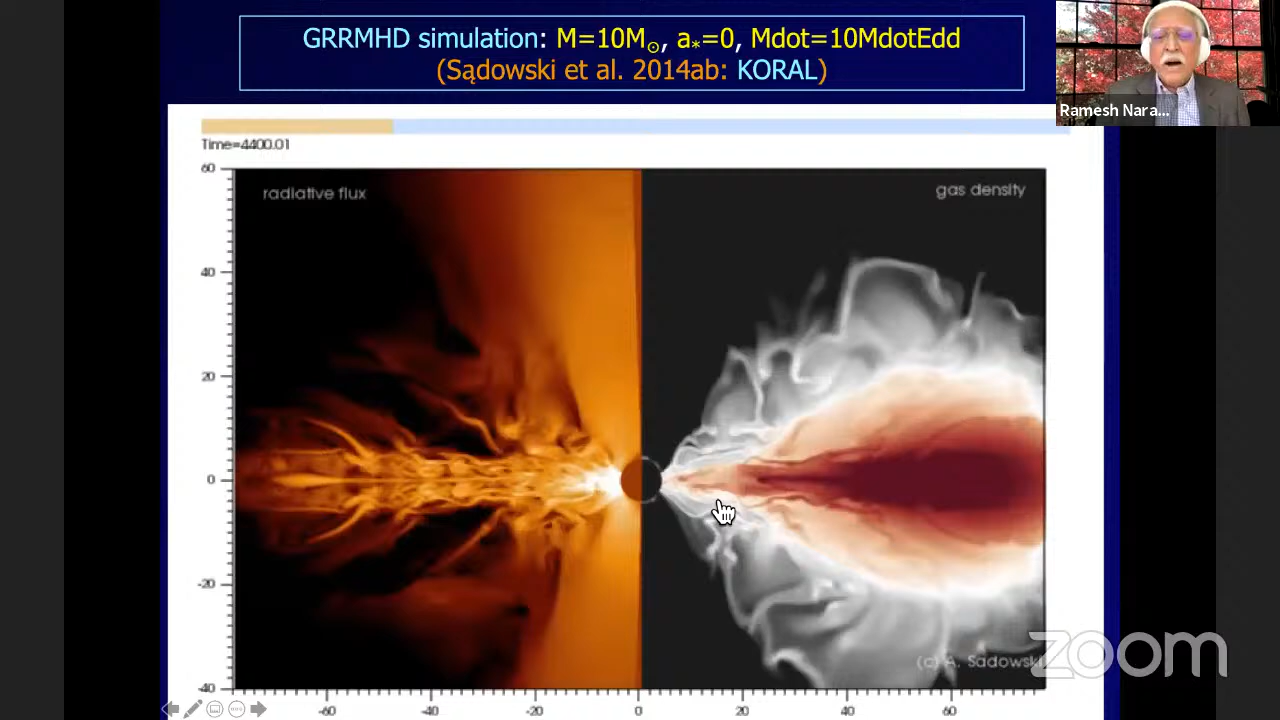 GRRMHD simulation: M=10M☉, a*=0, Mdot=10MdotEdd
(Sądowski et al. 2014ab: KORAL)
Ramesh Nara...
Time=4400.01
radiative flux
gas density
60
40
20
0
-20
-40
-60
-40
-20
0
20
40
60
(c) A. Sadowski
zoom